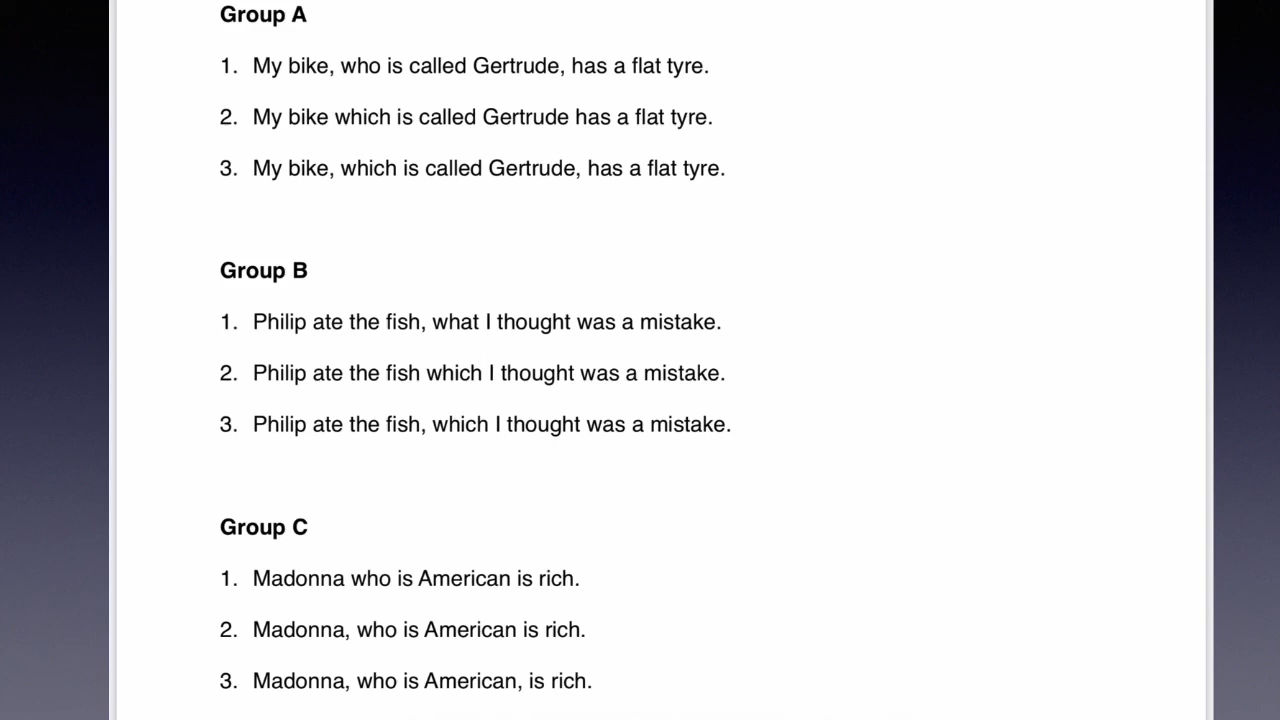 Group A
1. My bike, who is called Gertrude, has a flat tyre.
2. My bike which is called Gertrude has a flat tyre.
3. My bike, which is called Gertrude, has a flat tyre.
Group B
1. Philip ate the fish, what I thought was a mistake.
2. Philip ate the fish which I thought was a mistake.
3. Philip ate the fish, which I thought was a mistake.
Group C
1. Madonna who is American is rich.
2. Madonna, who is American is rich.
3. Madonna, who is American, is rich.